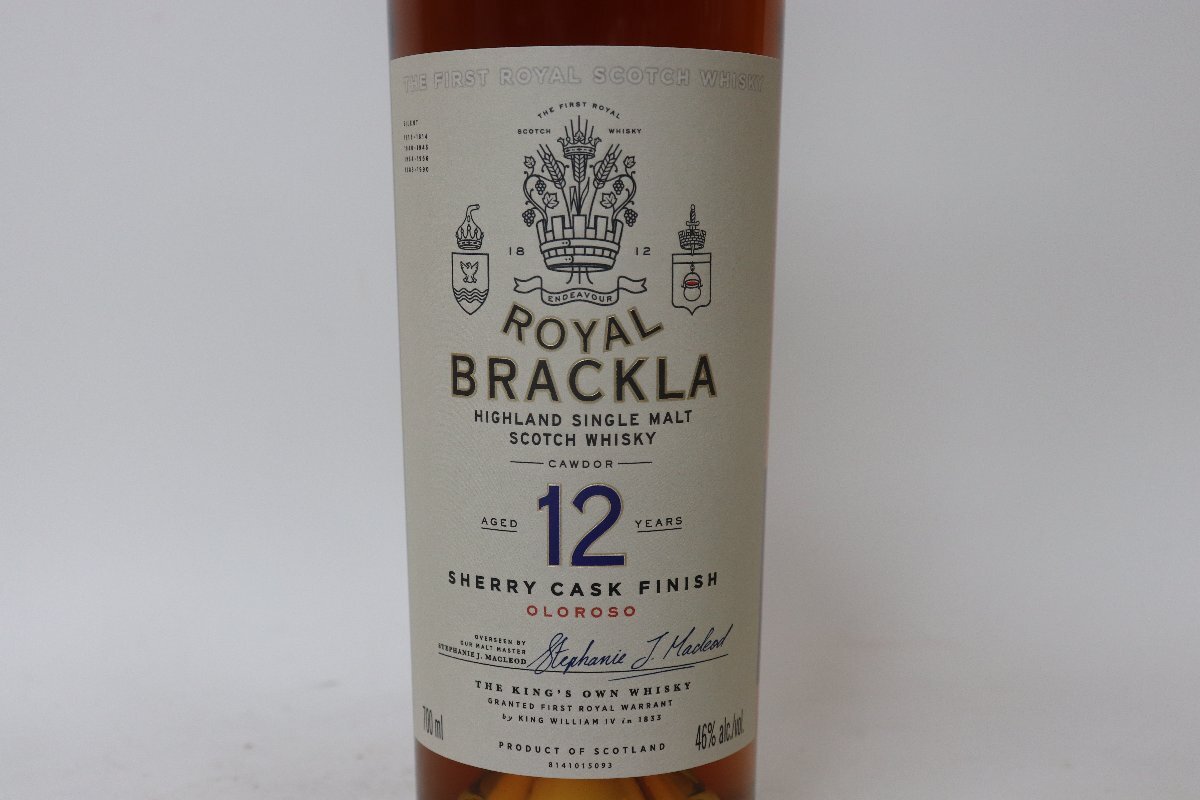 THE FIRST ROYAL SCOTCH WHISKY
SILENT
1940-1945
THE FIRST ROYAL
SCOTCH WHISKY
18 12
ENDEAVOUR
ROYAL
BRACKLA
HIGHLAND SINGLE MALT
SCOTCH WHISKY
CAWDOR
AGED 12 YEARS
SHERRY CASK FINISH
OLOROSO
OVERSEEN BY
OUR MALT MASTER
STEPHANIE J. MACLEOD
Stephanie J. Macleod
THE KING'S OWN WHISKY
GRANTED FIRST ROYAL WARRANT
by KING WILLIAM IV in 1833
700 ml
46% alc./vol.
PRODUCT OF SCOTLAND
8141015093